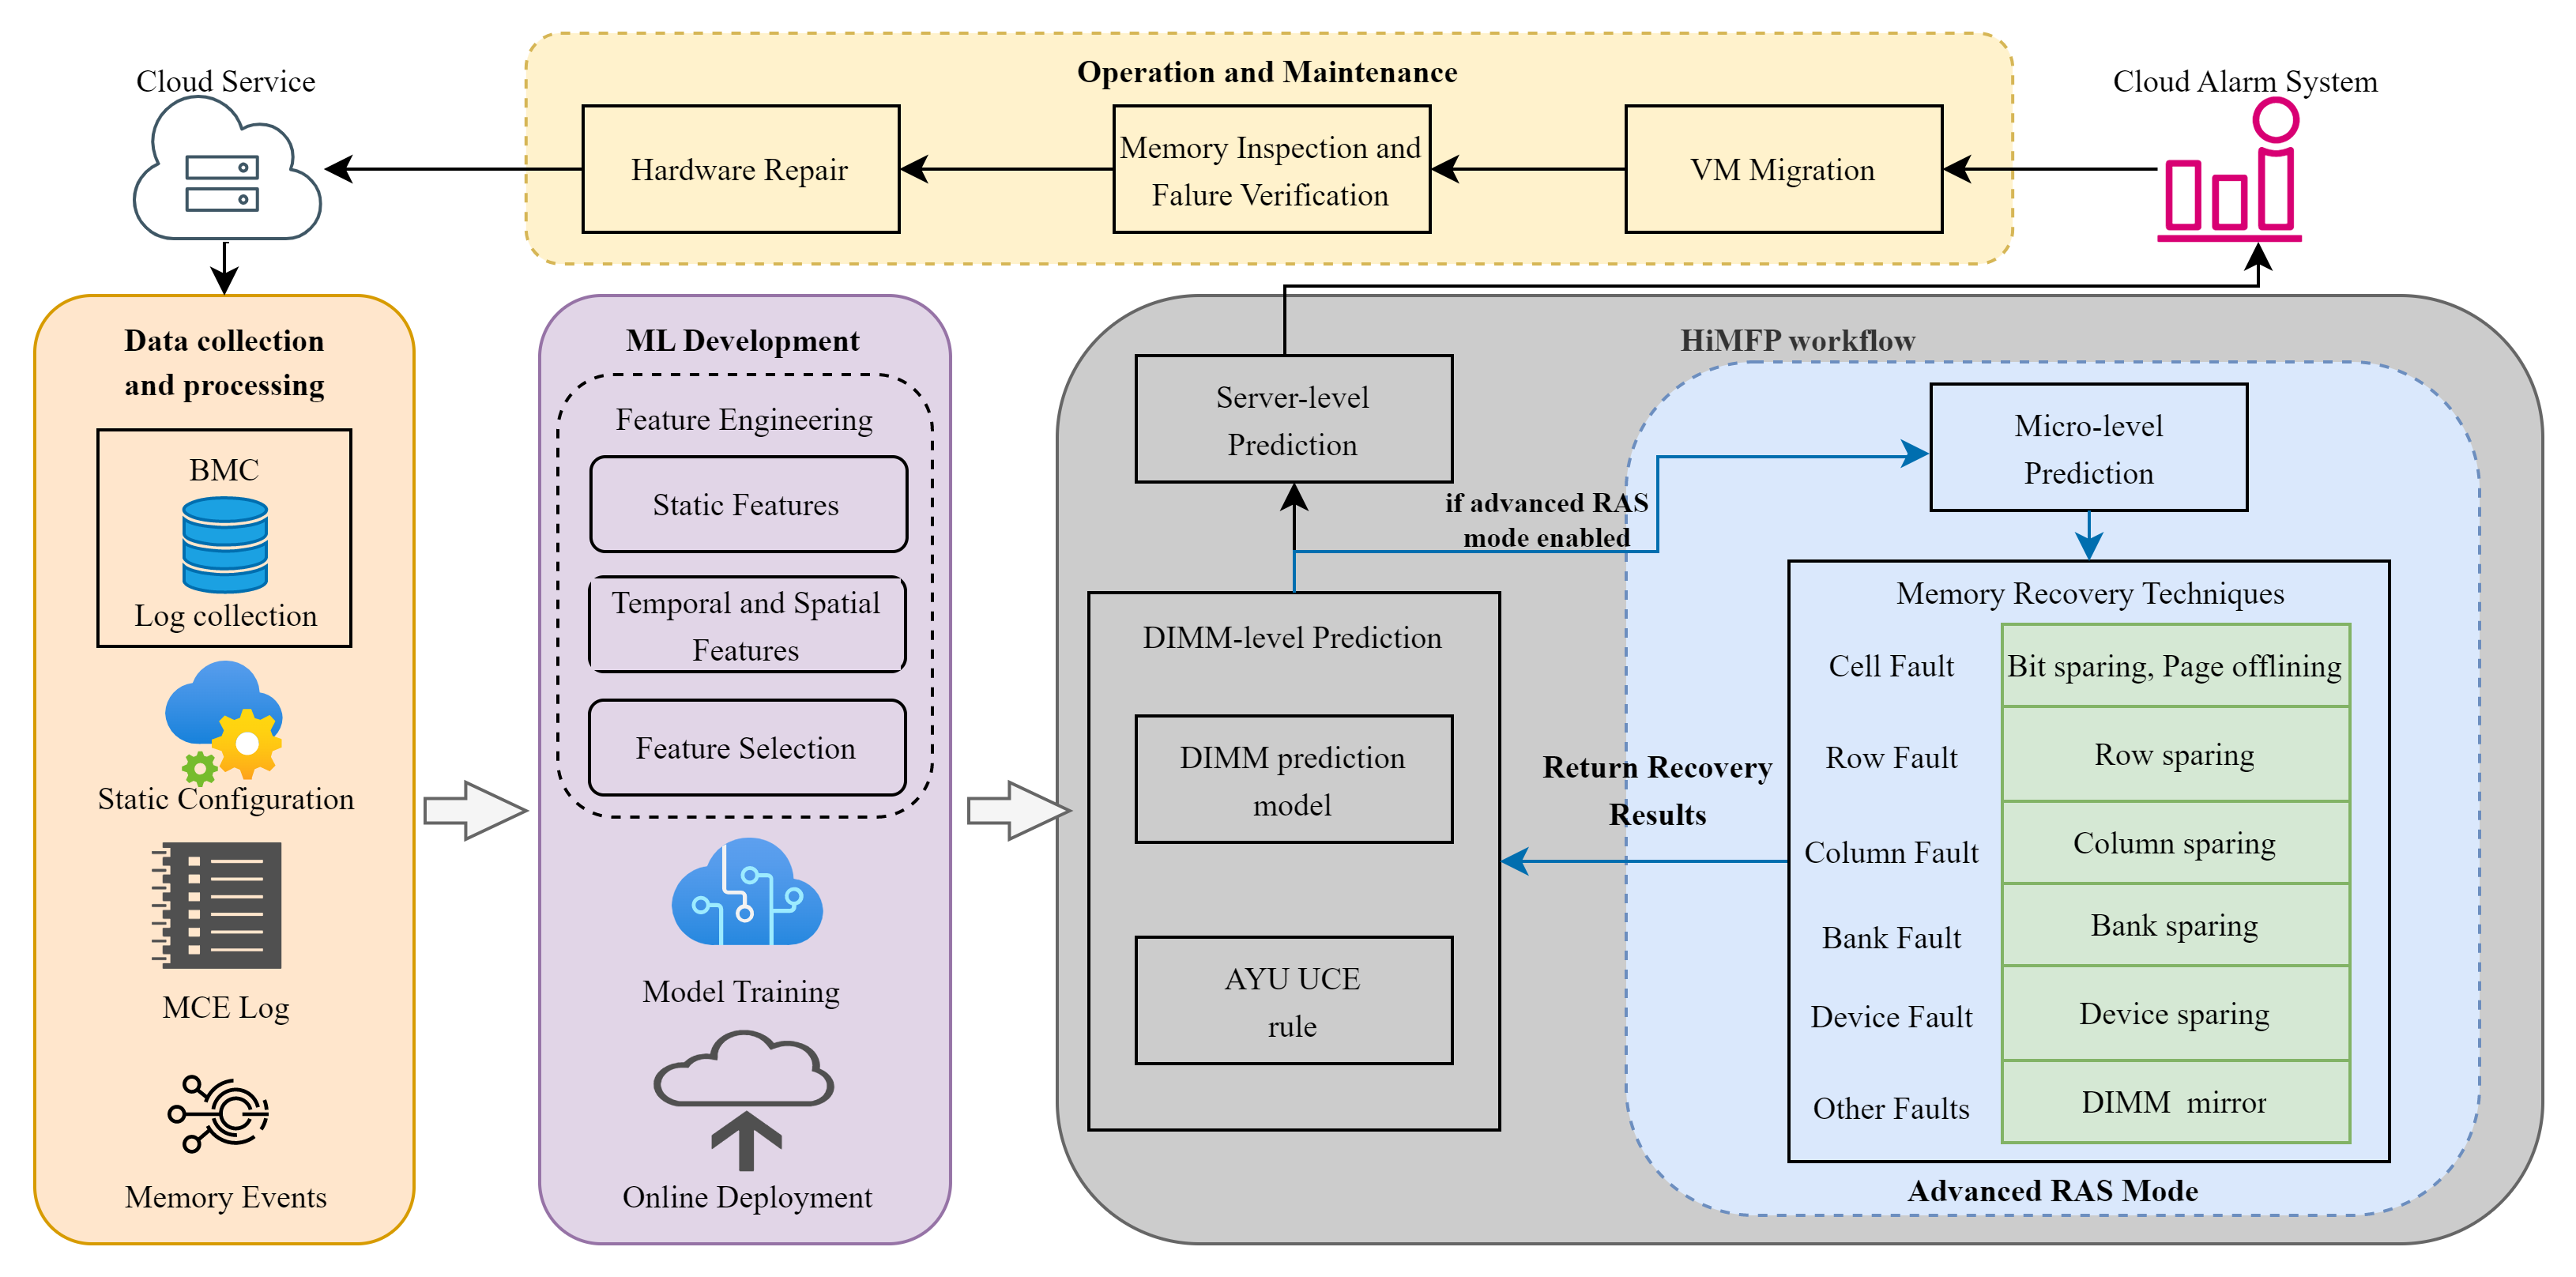 Operation and Maintenance
Cloud Service
Cloud Alarm System
Hardware Repair
Memory Inspection and
Falure Verification
VM Migration
Data collection
and processing
BMC
Log collection
Static Configuration
MCE Log
Memory Events
ML Development
Feature Engineering
Static Features
Temporal and Spatial
Features
Feature Selection
Model Training
Online Deployment
HiMFP workflow
Server-level
Prediction
if advanced RAS
mode enabled
DIMM-level Prediction
DIMM prediction
model
AYU UCE
rule
Return Recovery
Results
Micro-level
Prediction
Memory Recovery Techniques
Cell Fault
Bit sparing, Page offlining
Row Fault
Row sparing
Column Fault
Column sparing
Bank Fault
Bank sparing
Device Fault
Device sparing
Other Faults
DIMM mirror
Advanced RAS Mode